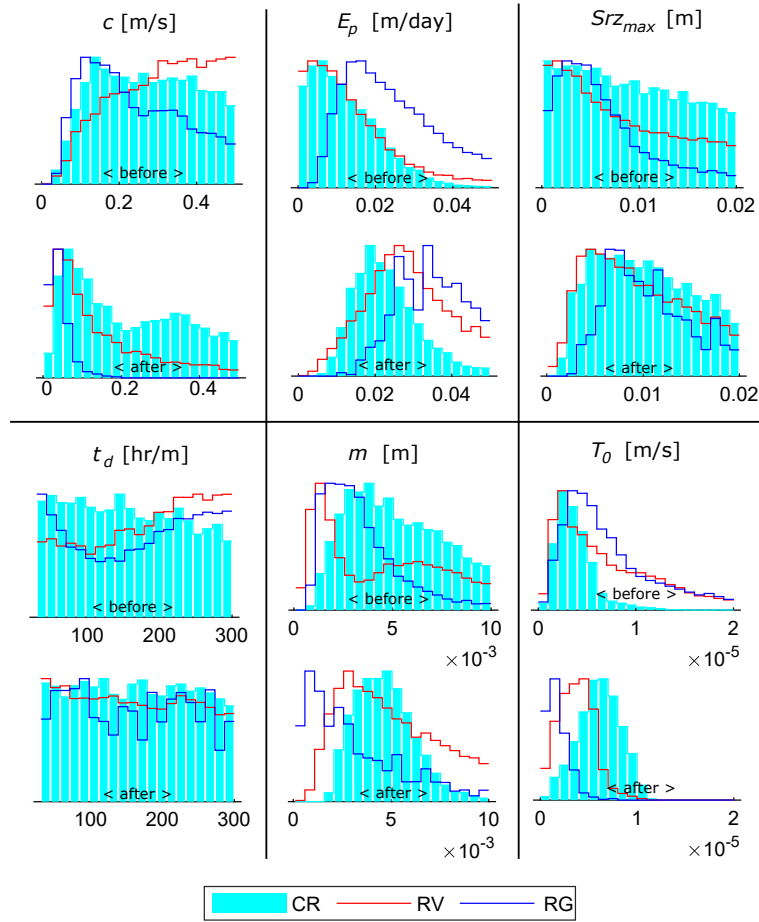 c [m/s]
E_p [m/day]
Srz_max [m]
< before >
< before >
< before >
0 0.2 0.4
0 0.02 0.04
0 0.01 0.02
< after >
< after >
< after >
0 0.2 0.4
0 0.02 0.04
0 0.01 0.02
t_d [hr/m]
m [m]
T_0 [m/s]
< before >
< before >
< before >
100 200 300
0 5 10
0 1 2
×10^-3
×10^-5
< after >
< after >
< after >
100 200 300
0 5 10
0 1 2
×10^-3
×10^-5
CR RV RG